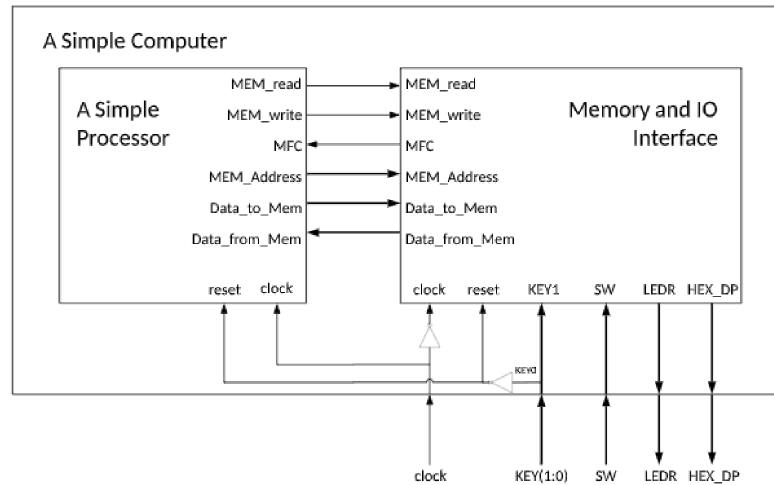 A Simple Computer
A Simple
Processor
MEM_read
MEM_write
MFC
MEM_Address
Data_to_Mem
Data_from_Mem
reset
clock
MEM_read
MEM_write
MFC
MEM_Address
Data_to_Mem
Data_from_Mem
Memory and IO
Interface
clock
reset
KEY1
SW
LEDR
HEX_DP
KEY0
clock
KEY(1:0)
SW
LEDR
HEX_DP